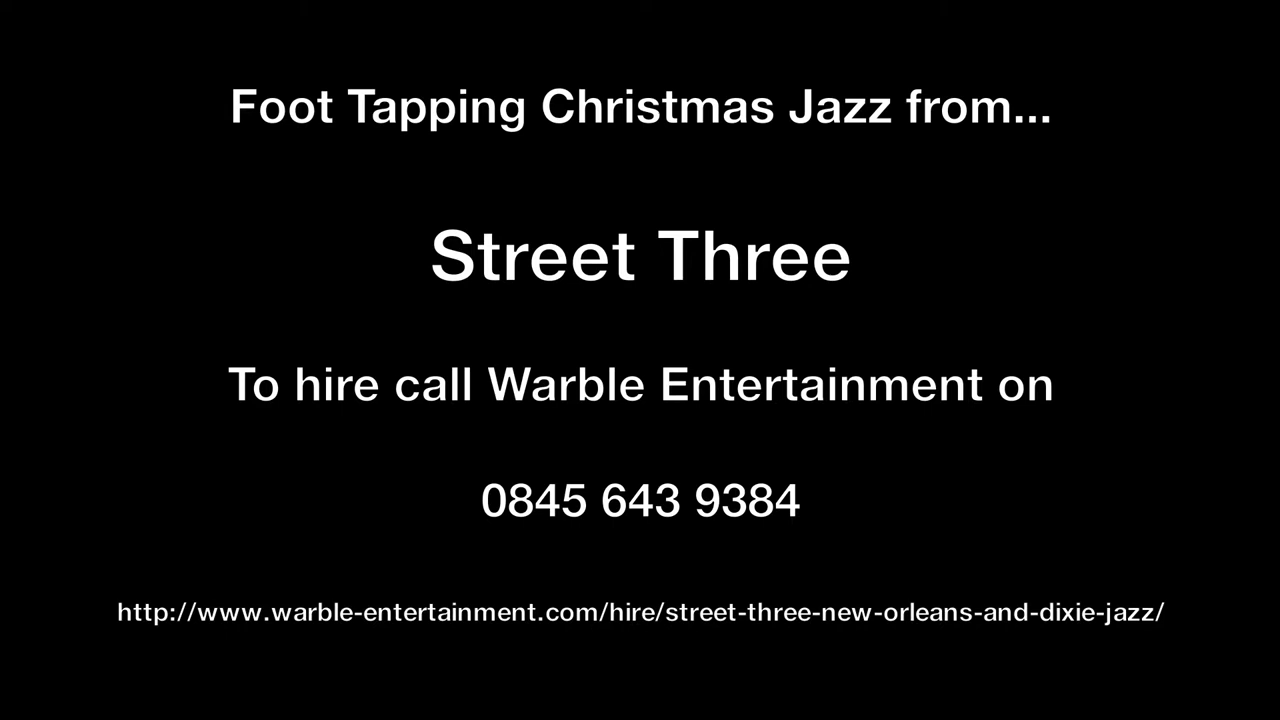 Foot Tapping Christmas Jazz from...
Street Three
To hire call Warble Entertainment on
0845 643 9384
http://www.warble-entertainment.com/hire/street-three-new-orleans-and-dixie-jazz/